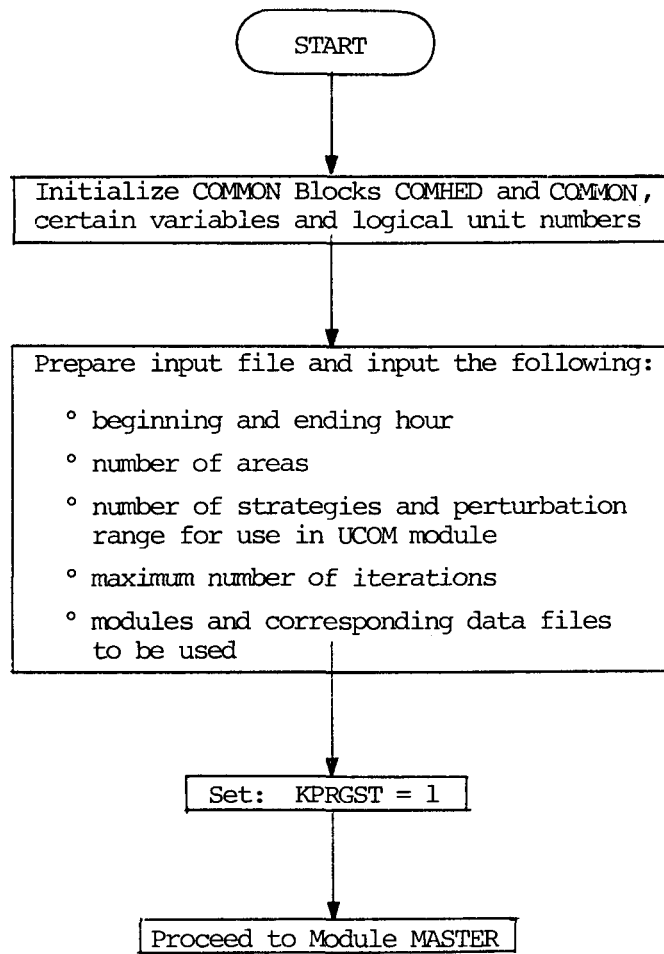 START
Initialize COMMON Blocks COMHED and COMMON,
certain variables and logical unit numbers
Prepare input file and input the following:
° beginning and ending hour
° number of areas
° number of strategies and perturbation
range for use in UCOM module
° maximum number of iterations
° modules and corresponding data files
to be used
Set: KPRGST = 1
Proceed to Module MASTER